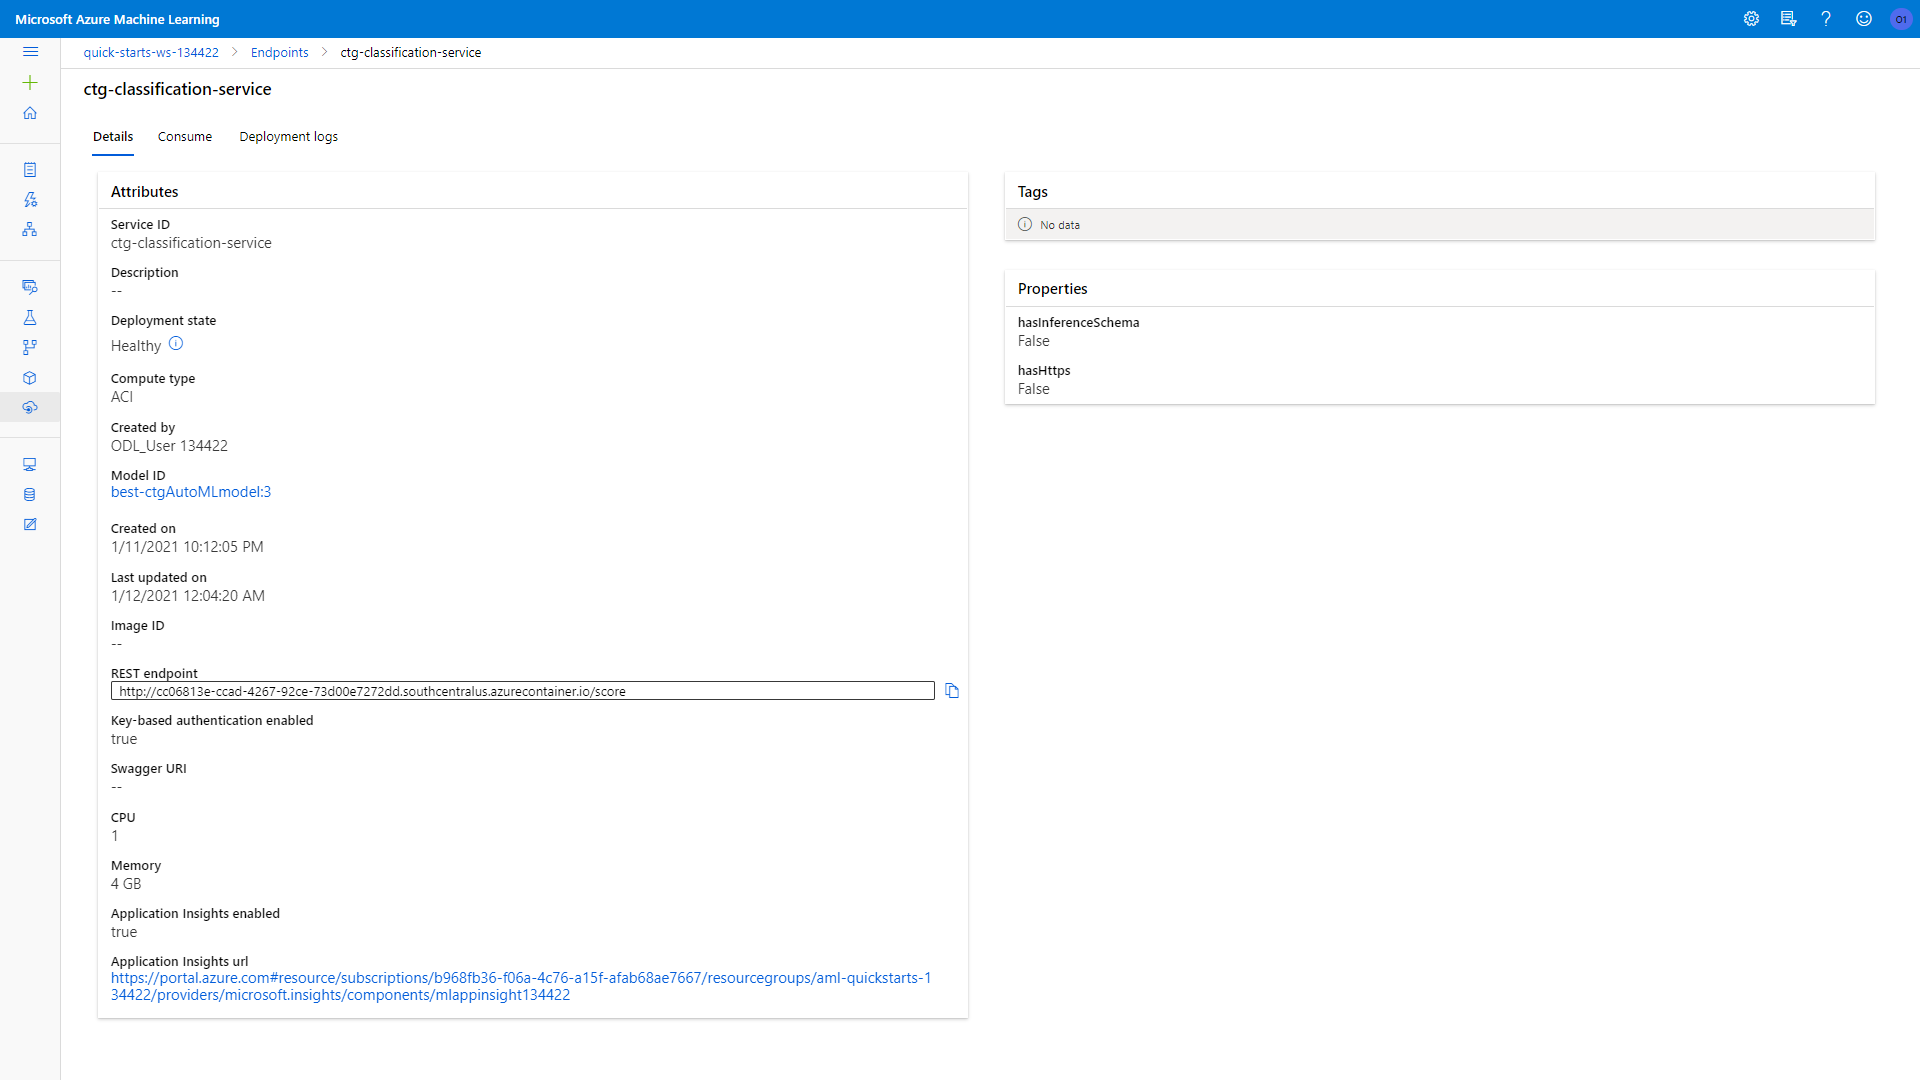 Microsoft Azure Machine Learning
O1
quick-starts-ws-134422 > Endpoints > ctg-classification-service
ctg-classification-service
Details Consume Deployment logs
Attributes
Service ID
ctg-classification-service
Description
--
Deployment state
Healthy
Compute type
ACI
Created by
ODL_User 134422
Model ID
best-ctgAutoMLmodel:3
Created on
1/11/2021 10:12:05 PM
Last updated on
1/12/2021 12:04:20 AM
Image ID
--
REST endpoint
http://cc06813e-ccad-4267-92ce-73d00e7272dd.southcentralus.azurecontainer.io/score
Key-based authentication enabled
true
Swagger URI
--
CPU
1
Memory
4 GB
Application Insights enabled
true
Application Insights url
https://portal.azure.com#resource/subscriptions/b968fb36-f06a-4c76-a15f-afab68ae7667/resourcegroups/aml-quickstarts-1
34422/providers/microsoft.insights/components/mlappinsight134422
Tags
No data
Properties
hasInferenceSchema
False
hasHttps
False